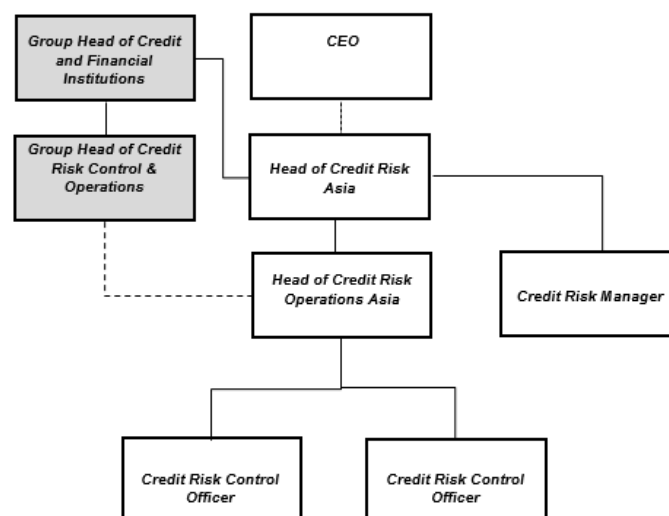 Group Head of Credit
and Financial
Institutions
CEO
Group Head of Credit
Risk Control &
Operations
Head of Credit Risk
Asia
Head of Credit Risk
Operations Asia
Credit Risk Manager
Credit Risk Control
Officer
Credit Risk Control
Officer